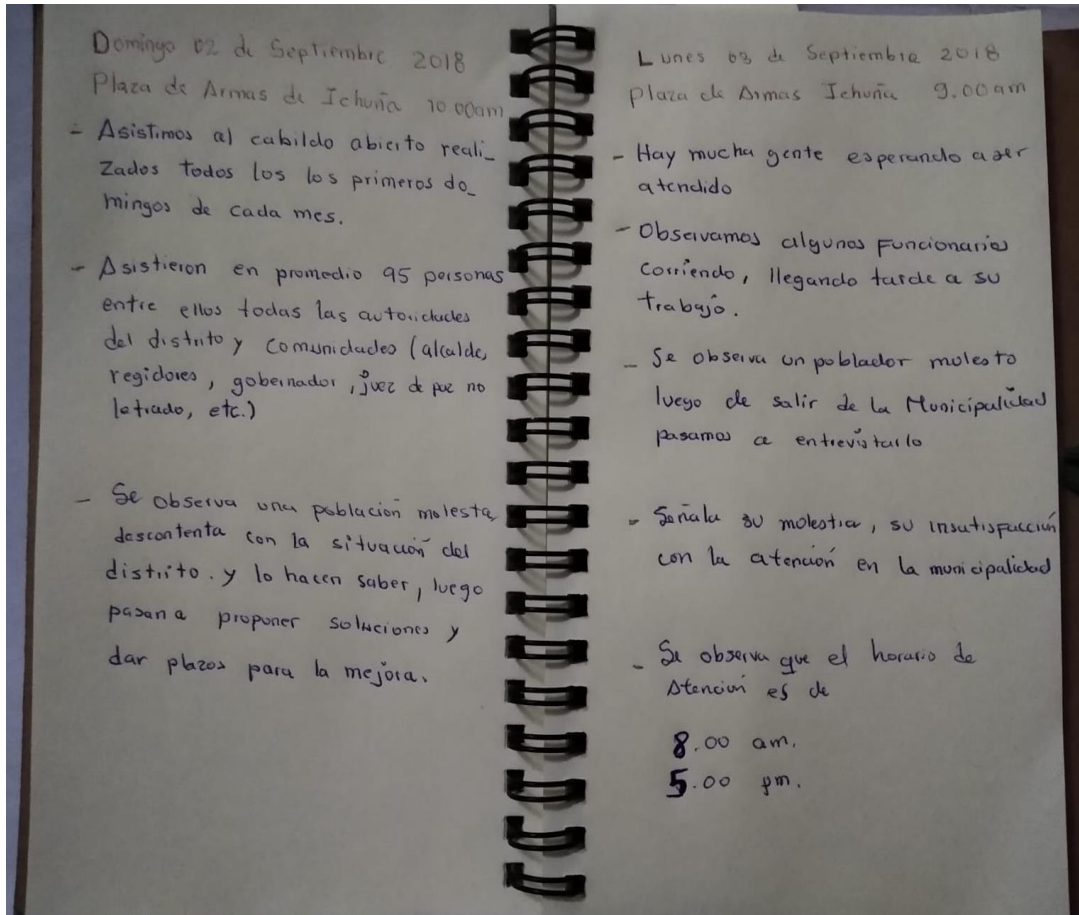 Domingo 02 de Septiembre 2018
Plaza de Armas de Ichuña 10 00am
- Asistimos al cabildo abierto reali_
zados todos los los primeros do_
mingos de cada mes.
- Asistieron en promedio 95 personas
entre ellos todas las autoridades
del distrito y comunidades (alcalde,
regidores, gobernador, juez de paz no
letrado, etc.)
- Se observa una población molesta,
descontenta con la situación del
distrito. y lo hacen saber, luego
pasan a proponer soluciones y
dar plazos para la mejora.
Lunes 03 de Septiembre 2018
Plaza de Armas Ichuña 9.00am
- Hay mucha gente esperando a ser
atendido
- Observamos algunos Funcionarios
corriendo, llegando tarde a su
trabajo.
- Se observa un poblador molesto
luego de salir de la Municipalidad
pasamos a entrevistarlo
- Señala su molestia, su insatisfacción
con la atención en la municipalidad
- Se observa que el horario de
Atención es de
8.00 am.
5.00 pm.